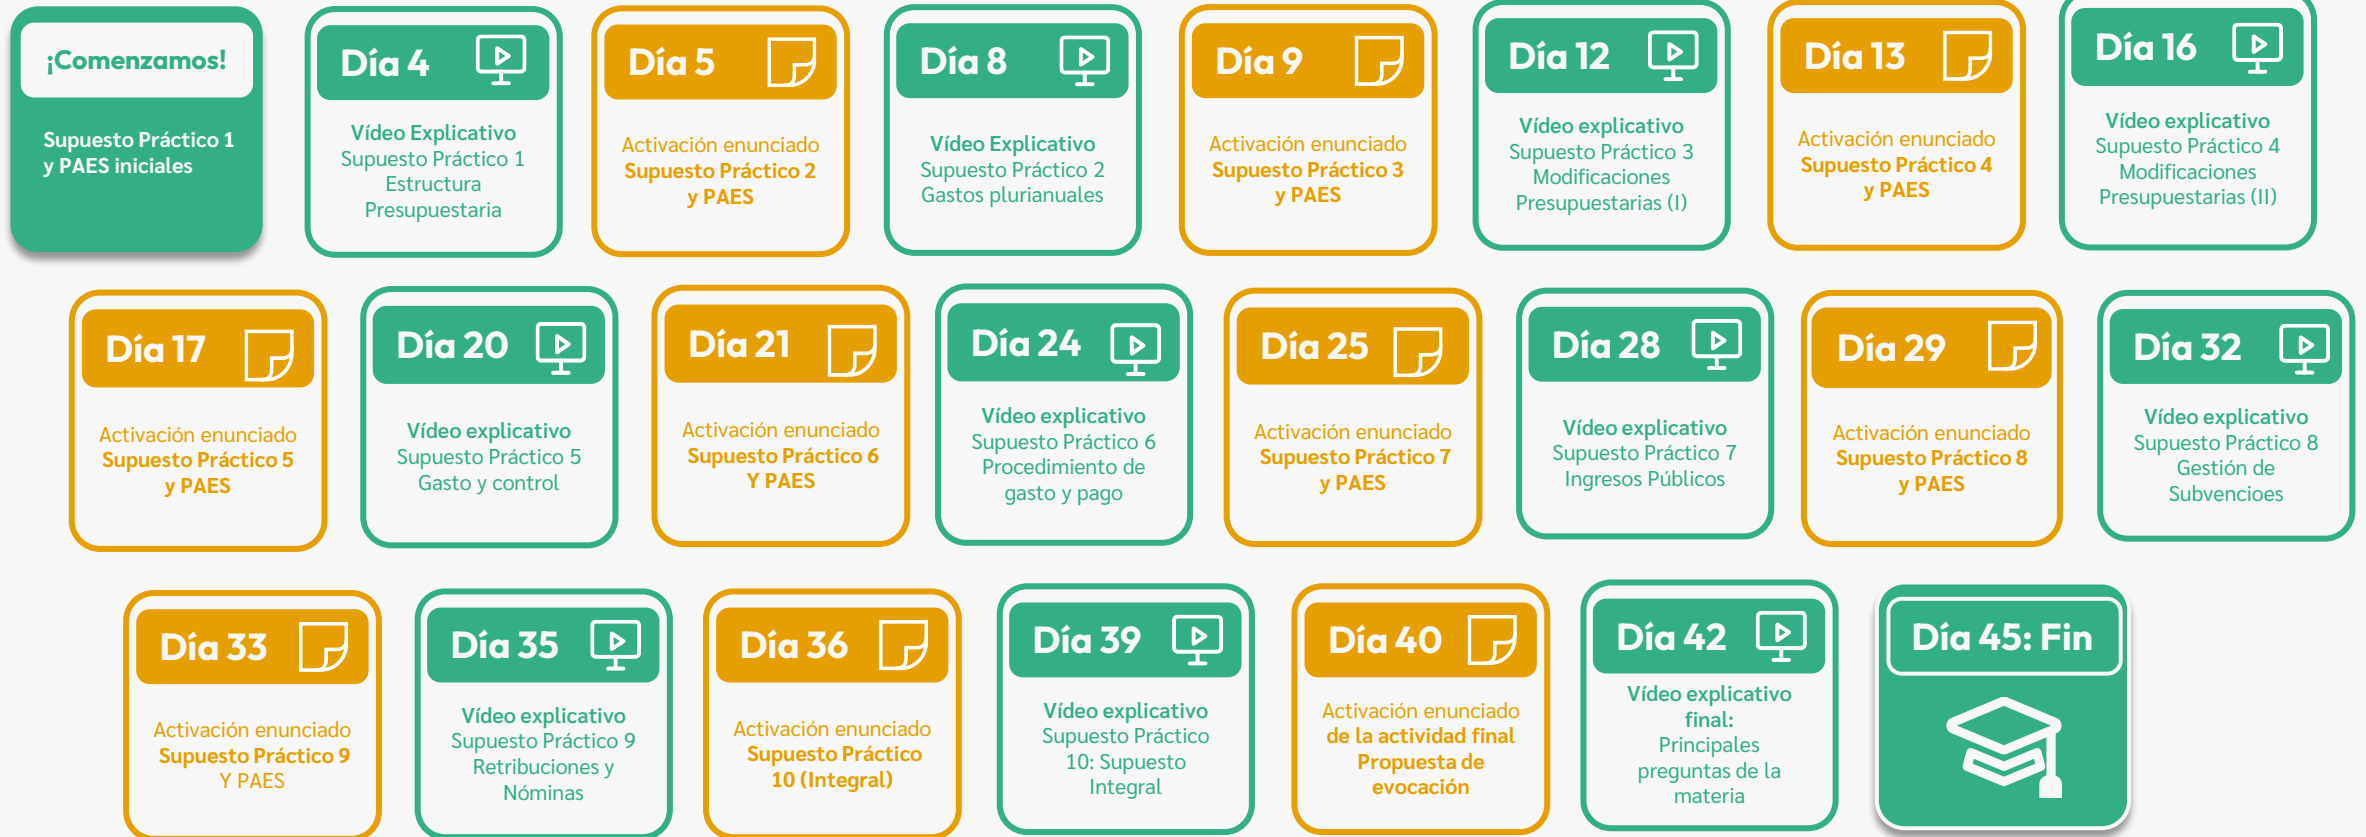 ¡Comenzamos!
Supuesto Práctico 1
y PAES iniciales
Día 4
Vídeo Explicativo
Supuesto Práctico 1
Estructura
Presupuestaria
Día 5
Activación enunciado
Supuesto Práctico 2
y PAES
Día 8
Vídeo Explicativo
Supuesto Práctico 2
Gastos plurianuales
Día 9
Activación enunciado
Supuesto Práctico 3
y PAES
Día 12
Vídeo explicativo
Supuesto Práctico 3
Modificaciones
Presupuestarias (I)
Día 13
Activación enunciado
Supuesto Práctico 4
y PAES
Día 16
Vídeo explicativo
Supuesto Práctico 4
Modificaciones
Presupuestarias (II)
Día 17
Activación enunciado
Supuesto Práctico 5
y PAES
Día 20
Vídeo explicativo
Supuesto Práctico 5
Gasto y control
Día 21
Activación enunciado
Supuesto Práctico 6
Y PAES
Día 24
Vídeo explicativo
Supuesto Práctico 6
Procedimiento de
gasto y pago
Día 25
Activación enunciado
Supuesto Práctico 7
y PAES
Día 28
Vídeo explicativo
Supuesto Práctico 7
Ingresos Públicos
Día 29
Activación enunciado
Supuesto Práctico 8
y PAES
Día 32
Vídeo explicativo
Supuesto Práctico 8
Gestión de
Subvencioes
Día 33
Activación enunciado
Supuesto Práctico 9
Y PAES
Día 35
Vídeo explicativo
Supuesto Práctico 9
Retribuciones y
Nóminas
Día 36
Activación enunciado
Supuesto Práctico
10 (Integral)
Día 39
Vídeo explicativo
Supuesto Práctico
10: Supuesto
Integral
Día 40
Activación enunciado
de la actividad final
Propuesta de
evocación
Día 42
Vídeo explicativo
final:
Principales
preguntas de la
materia
Día 45: Fin